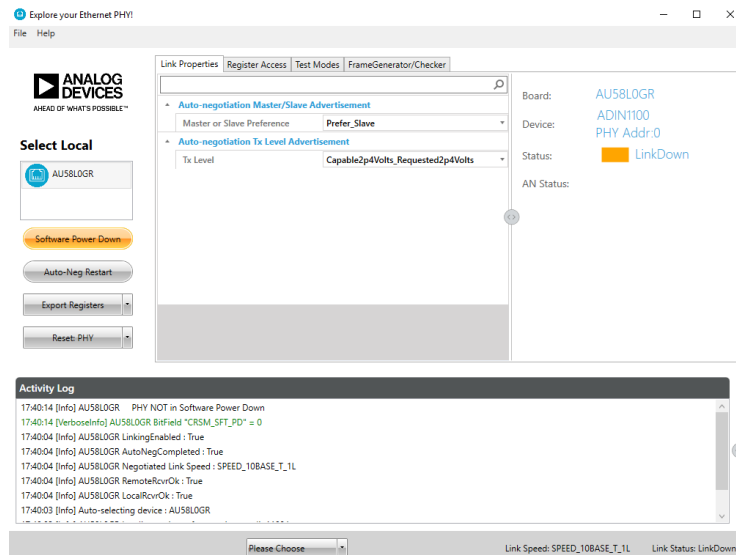 Explore your Ethernet PHY!
File Help
ANALOG
DEVICES
AHEAD OF WHAT'S POSSIBLE™
Select Local
AU58L0GR
Software Power Down
Auto-Neg Restart
Export Registers
Reset: PHY
Link Properties Register Access Test Modes FrameGenerator/Checker
Auto-negotiation Master/Slave Advertisement
Master or Slave Preference Prefer_Slave
Auto-negotiation Tx Level Advertisement
Tx Level Capable2p4Volts_Requested2p4Volts
Board: AU58L0GR
Device: ADIN1100
PHY Addr:0
Status: LinkDown
AN Status:
Activity Log
17:40:14 [Info] AU58L0GR PHY NOT in Software Power Down
17:40:14 [VerboseInfo] AU58L0GR BitField "CRSM_SFT_PD" = 0
17:40:04 [Info] AU58L0GR LinkingEnabled : True
17:40:04 [Info] AU58L0GR AutoNegCompleted : True
17:40:04 [Info] AU58L0GR Negotiated Link Speed : SPEED_10BASE_T_1L
17:40:04 [Info] AU58L0GR RemoteRcvrOk : True
17:40:04 [Info] AU58L0GR LocalRcvrOk : True
17:40:03 [Info] Auto-selecting device : AU58L0GR
Please Choose
Link Speed: SPEED_10BASE_T_1L Link Status: LinkDown